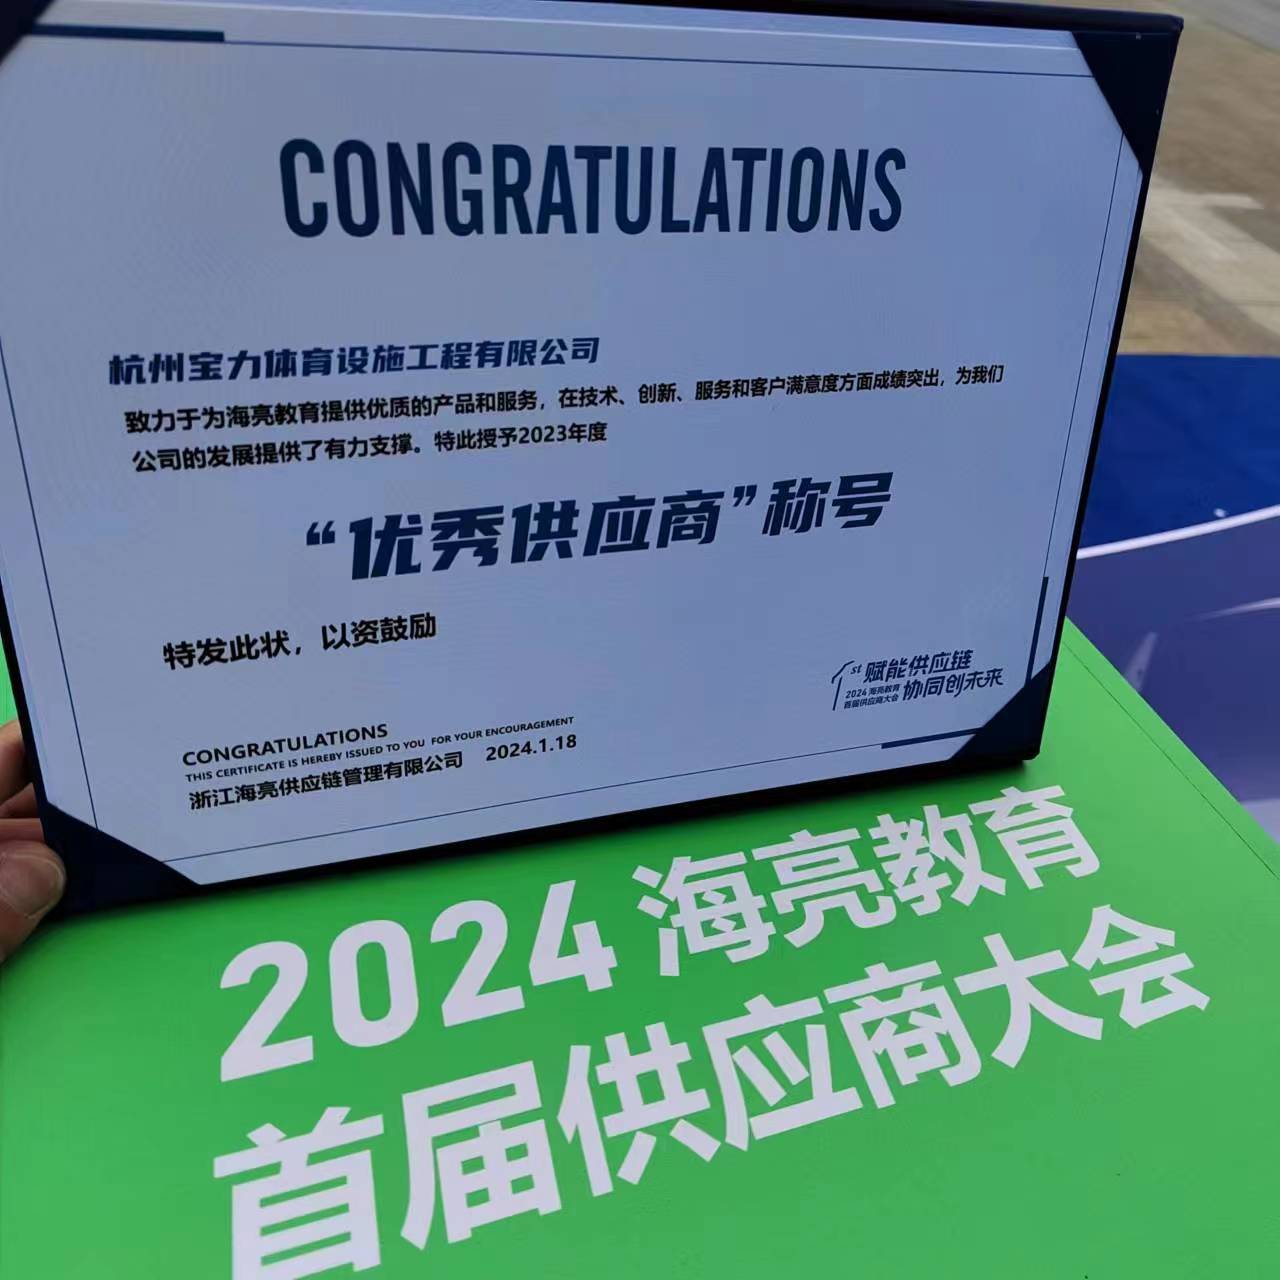 CONGRATULATIONS
杭州宝力体育设施工程有限公司
致力于为海亮教育提供优质的产品和服务，在技术、创新、服务和客户满意度方面成绩突出，为我们
公司的发展提供了有力支撑。特此授予2023年度
“优秀供应商”称号
特发此状，以资鼓励
1st 赋能供应链
2024 海亮教育
首届供应商大会
协同创未来
CONGRATULATIONS
THIS CERTIFICATE IS HEREBY ISSUED TO YOU FOR YOUR ENCOURAGEMENT
浙江海亮供应链管理有限公司 2024.1.18
2024 海亮教育
首届供应商大会